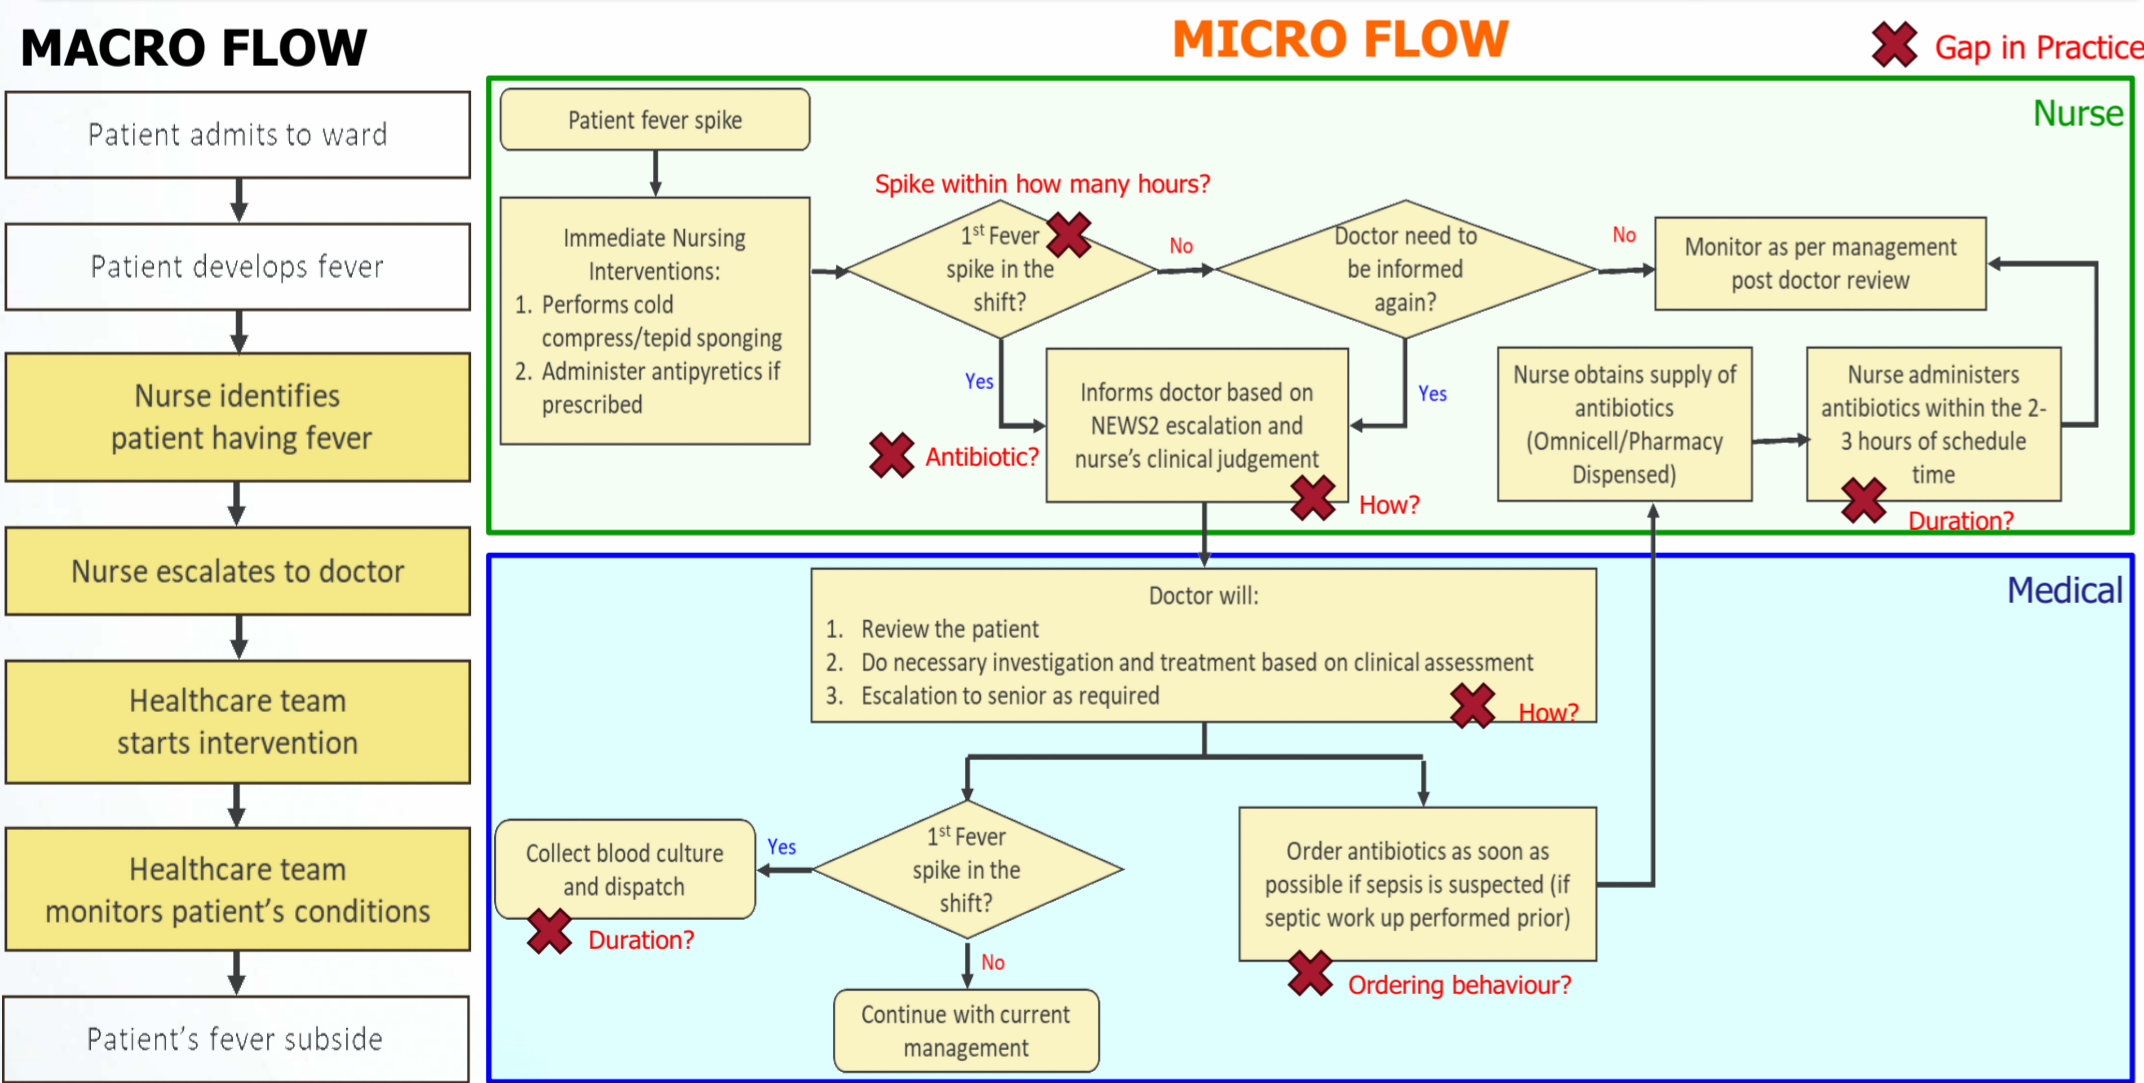 MACRO FLOW
Patient admits to ward
Patient develops fever
Nurse identifies
patient having fever
Nurse escalates to doctor
Healthcare team
starts intervention
Healthcare team
monitors patient's conditions
Patient's fever subside
MICRO FLOW
Gap in Practice
Nurse
Patient fever spike
Immediate Nursing
Interventions:
1. Performs cold
compress/tepid sponging
2. Administer antipyretics if
prescribed
Spike within how many hours?
1st Fever
spike in the
shift?
No
Yes
Doctor need to
be informed
again?
No
Yes
Monitor as per management
post doctor review
Antibiotic?
Informs doctor based on
NEWS2 escalation and
nurse's clinical judgement
How?
Nurse obtains supply of
antibiotics
(Omnicell/Pharmacy
Dispensed)
Nurse administers
antibiotics within the 2-
3 hours of schedule
time
Duration?
Medical
Doctor will:
1. Review the patient
2. Do necessary investigation and treatment based on clinical assessment
3. Escalation to senior as required
How?
1st Fever
spike in the
shift?
Yes
Collect blood culture
and dispatch
Duration?
No
Continue with current
management
Order antibiotics as soon as
possible if sepsis is suspected (if
septic work up performed prior)
Ordering behaviour?